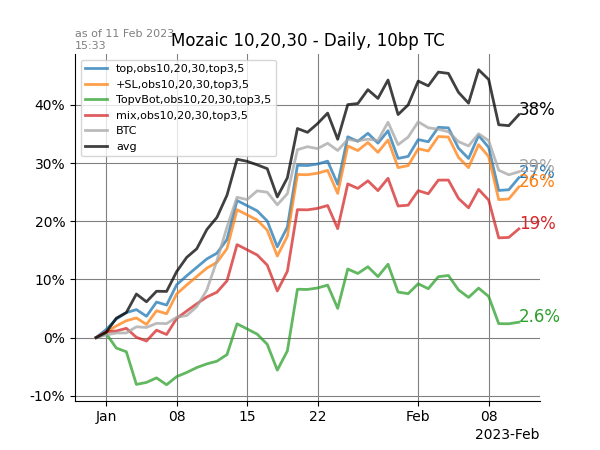 as of 11 Feb 2023
15:33
Mozaic 10,20,30 - Daily, 10bp TC
top,obs10,20,30,top3,5
+SL,obs10,20,30,top3,5
TopvBot,obs10,20,30,top3,5
mix,obs10,20,30,top3,5
BTC
avg
40%
30%
20%
10%
0%
-10%
38%
27%
26%
19%
2.6%
Jan
08
15
22
Feb
08
2023-Feb